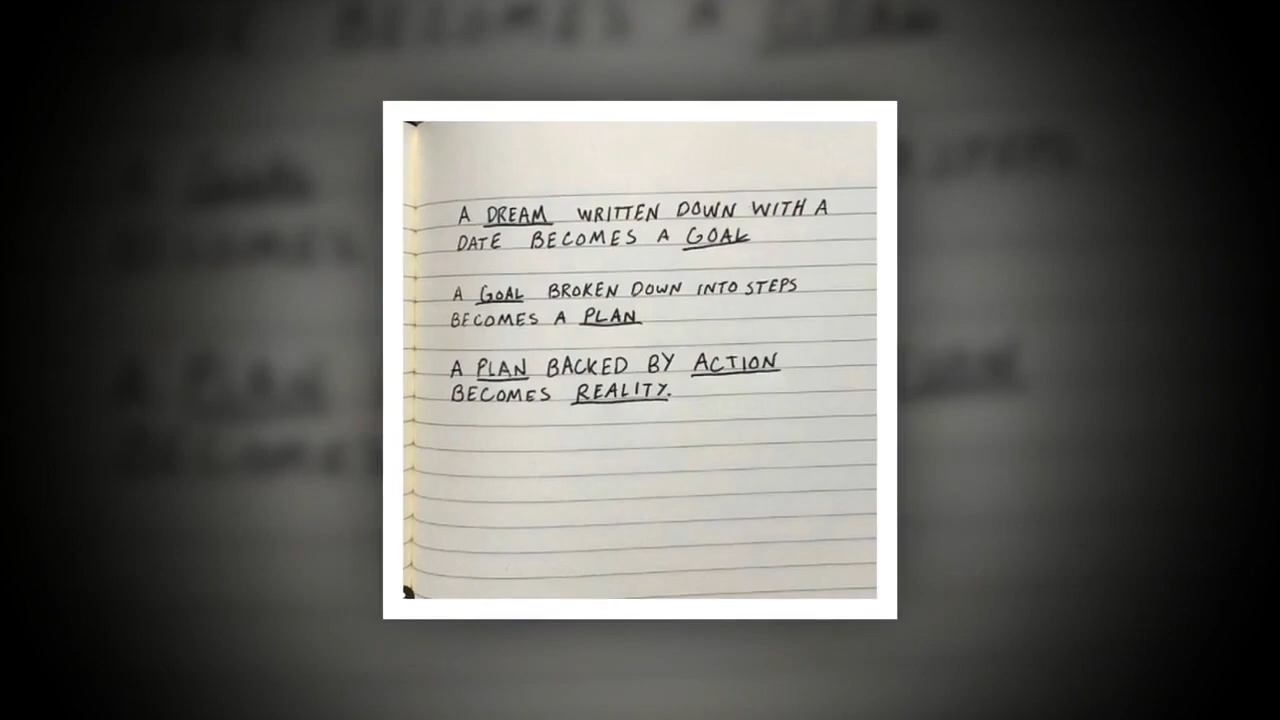 A DREAM WRITTEN DOWN WITH A
DATE BECOMES A GOAL
A GOAL BROKEN DOWN INTO STEPS
BECOMES A PLAN
A PLAN BACKED BY ACTION
BECOMES REALITY.